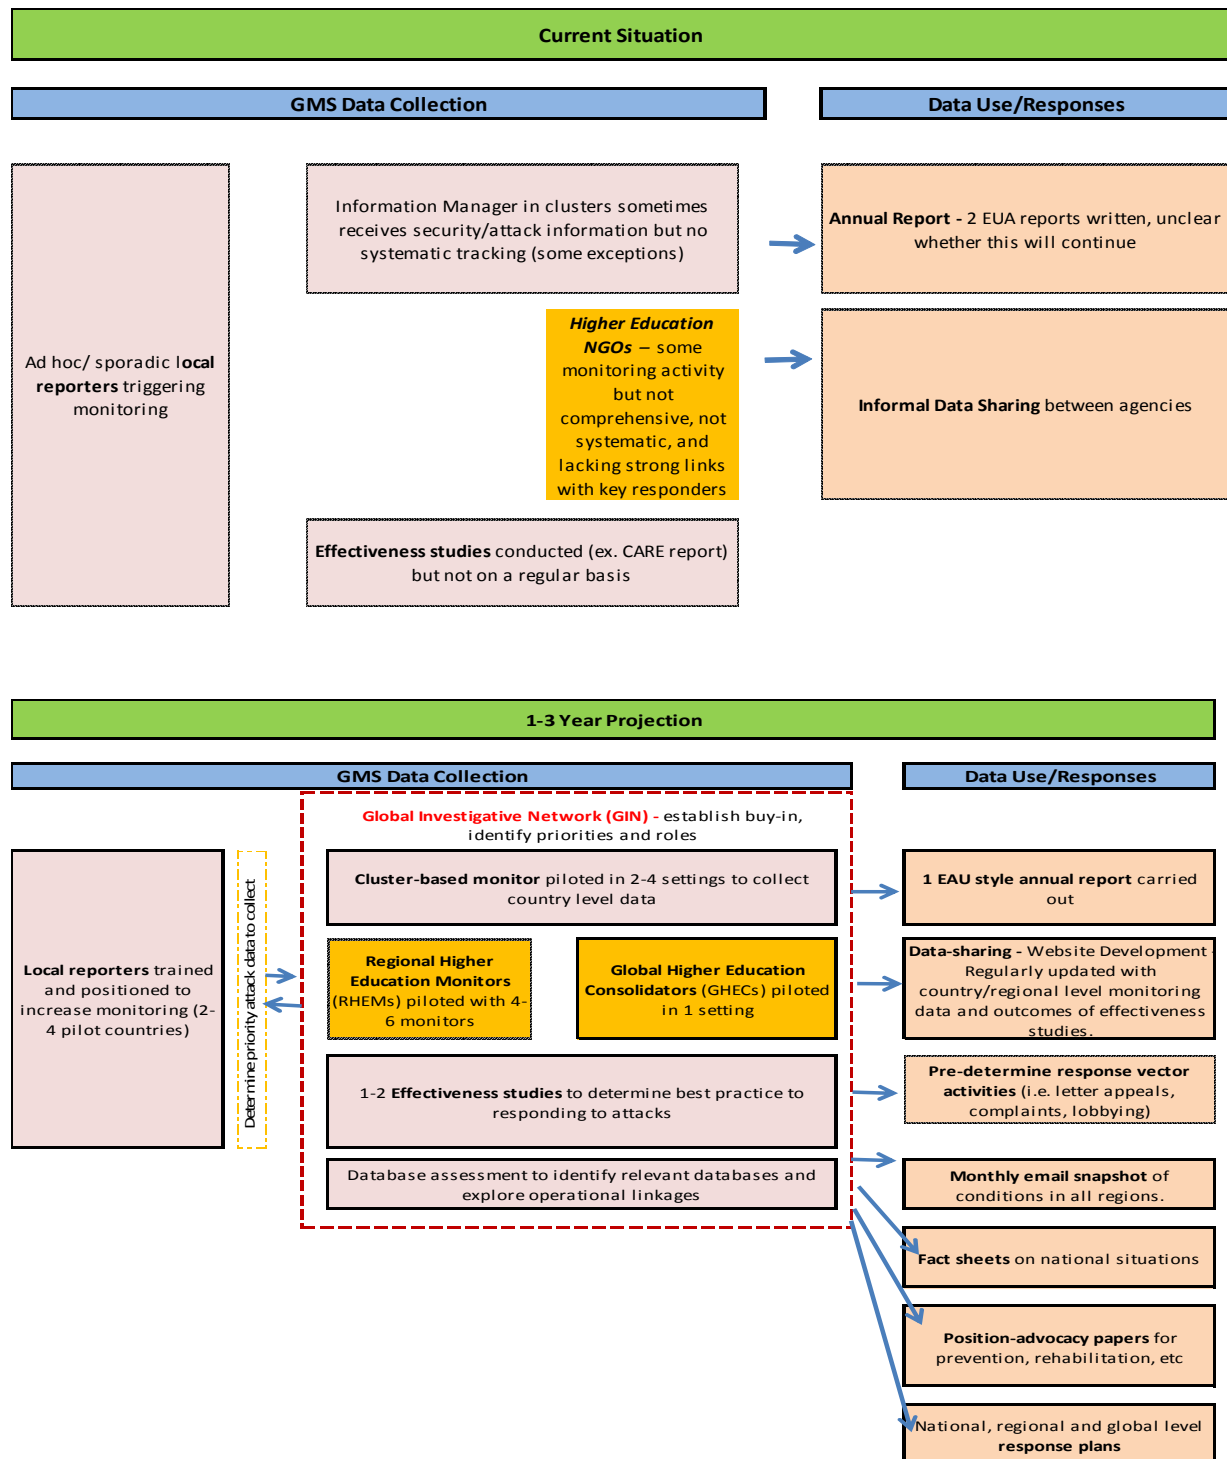 Current Situation
GMS Data Collection
Data Use/Responses
Ad hoc/ sporadic local
reporters triggering
monitoring
Information Manager in clusters sometimes
receives security/attack information but no
systematic tracking (some exceptions)
Higher Education
NGOs – some
monitoring activity
but not
comprehensive, not
systematic, and
lacking strong links
with key responders
Effectiveness studies conducted (ex. CARE report)
but not on a regular basis
Annual Report - 2 EUA reports written, unclear
whether this will continue
Informal Data Sharing between agencies
1-3 Year Projection
GMS Data Collection
Data Use/Responses
Local reporters trained
and positioned to
increase monitoring (2-
4 pilot countries)
Determine priority attack data to collect
Global Investigative Network (GIN) - establish buy-in,
identify priorities and roles
Cluster-based monitor piloted in 2-4 settings to collect
country level data
Regional Higher
Education Monitors
(RHEMs) piloted with 4-
6 monitors
Global Higher Education
Consolidators (GHECs) piloted
in 1 setting
1-2 Effectiveness studies to determine best practice to
responding to attacks
Database assessment to identify relevant databases and
explore operational linkages
1 EAU style annual report carried
out
Data-sharing - Website Development -
Regularly updated with
country/regional level monitoring
data and outcomes of effectiveness
studies.
Pre-determine response vector
activities (i.e. letter appeals,
complaints, lobbying)
Monthly email snapshot of
conditions in all regions.
Fact sheets on national situations
Position-advocacy papers for
prevention, rehabilitation, etc
National, regional and global level
response plans